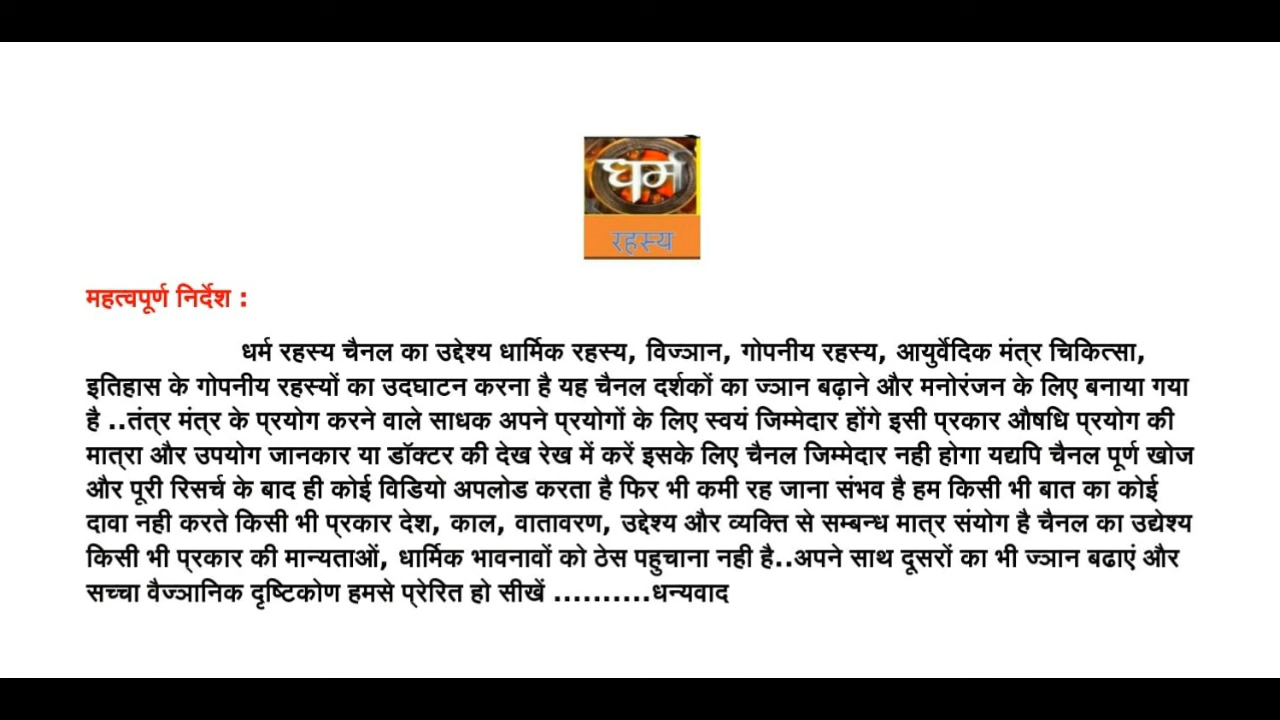 धर्म
रहस्य
महत्वपूर्ण निर्देश :
धर्म रहस्य चैनल का उद्देश्य धार्मिक रहस्य, विज्ञान, गोपनीय रहस्य, आयुर्वेदिक मंत्र चिकित्सा,
इतिहास के गोपनीय रहस्यों का उदघाटन करना है यह चैनल दर्शकों का ज्ञान बढ़ाने और मनोरंजन के लिए बनाया गया
है ..तंत्र मंत्र के प्रयोग करने वाले साधक अपने प्रयोगों के लिए स्वयं जिम्मेदार होंगे इसी प्रकार औषधि प्रयोग की
मात्रा और उपयोग जानकार या डॉक्टर की देख रेख में करें इसके लिए चैनल जिम्मेदार नही होगा यद्यपि चैनल पूर्ण खोज
और पूरी रिसर्च के बाद ही कोई विडियो अपलोड करता है फिर भी कमी रह जाना संभव है हम किसी भी बात का कोई
दावा नही करते किसी भी प्रकार देश, काल, वातावरण, उद्देश्य और व्यक्ति से सम्बन्ध मात्र संयोग है चैनल का उद्येश्य
किसी भी प्रकार की मान्यताओं, धार्मिक भावनावों को ठेस पहुचाना नही है..अपने साथ दूसरों का भी ज्ञान बढाएं और
सच्चा वैज्ञानिक दृष्टिकोण हमसे प्रेरित हो सीखें ..........धन्यवाद